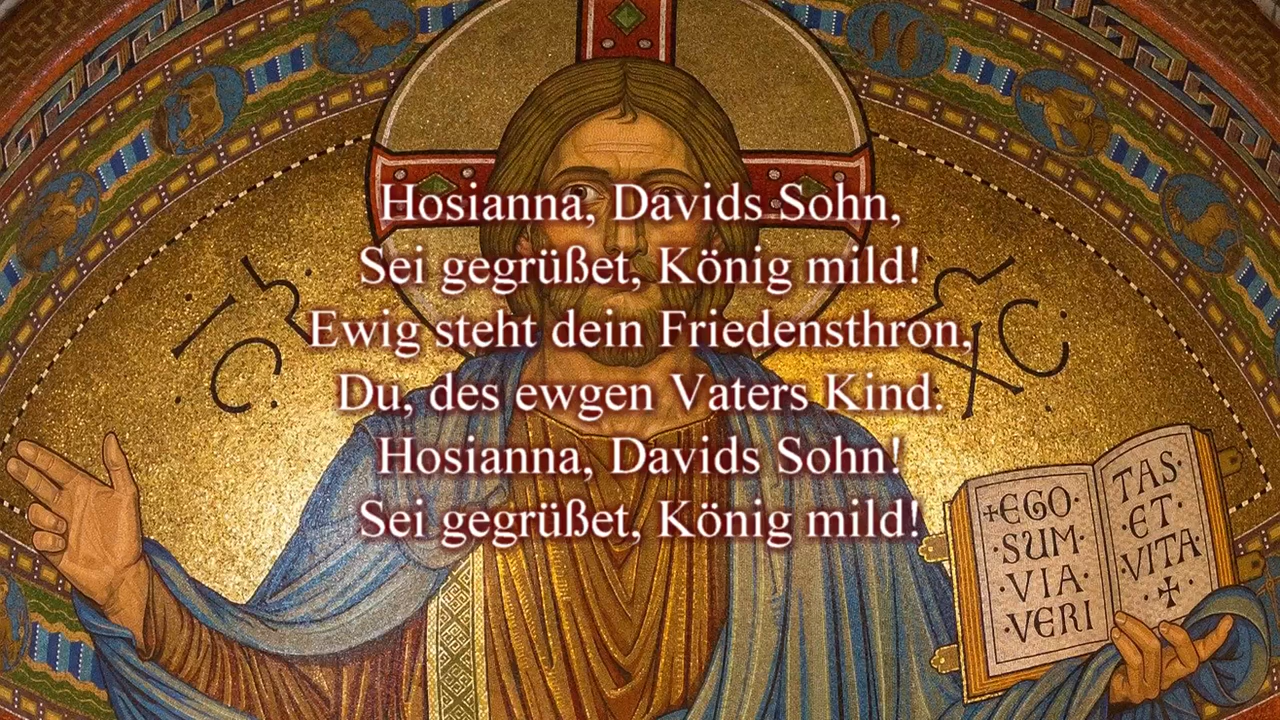 Hosianna, Davids Sohn,
Sei gegrüßet, König mild!
Ewig steht dein Friedensthron,
Du, des ewgen Vaters Kind.
Hosianna, Davids Sohn!
Sei gegrüßet, König mild!
IC
XC
+EGO·
·SUM·
·VIA·
·VERI
TAS·
·ET·
·VITA·
+